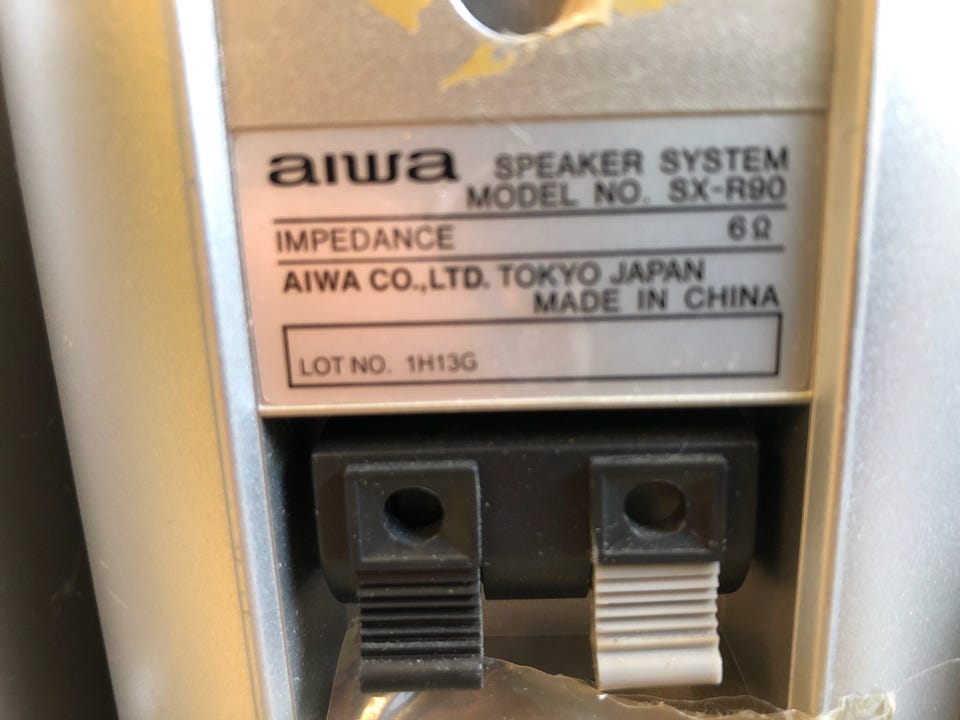 aiwa SPEAKER SYSTEM
MODEL NO. SX-R90
IMPEDANCE 6Ω
AIWA CO.,LTD. TOKYO JAPAN
MADE IN CHINA
LOT NO. 1H13G